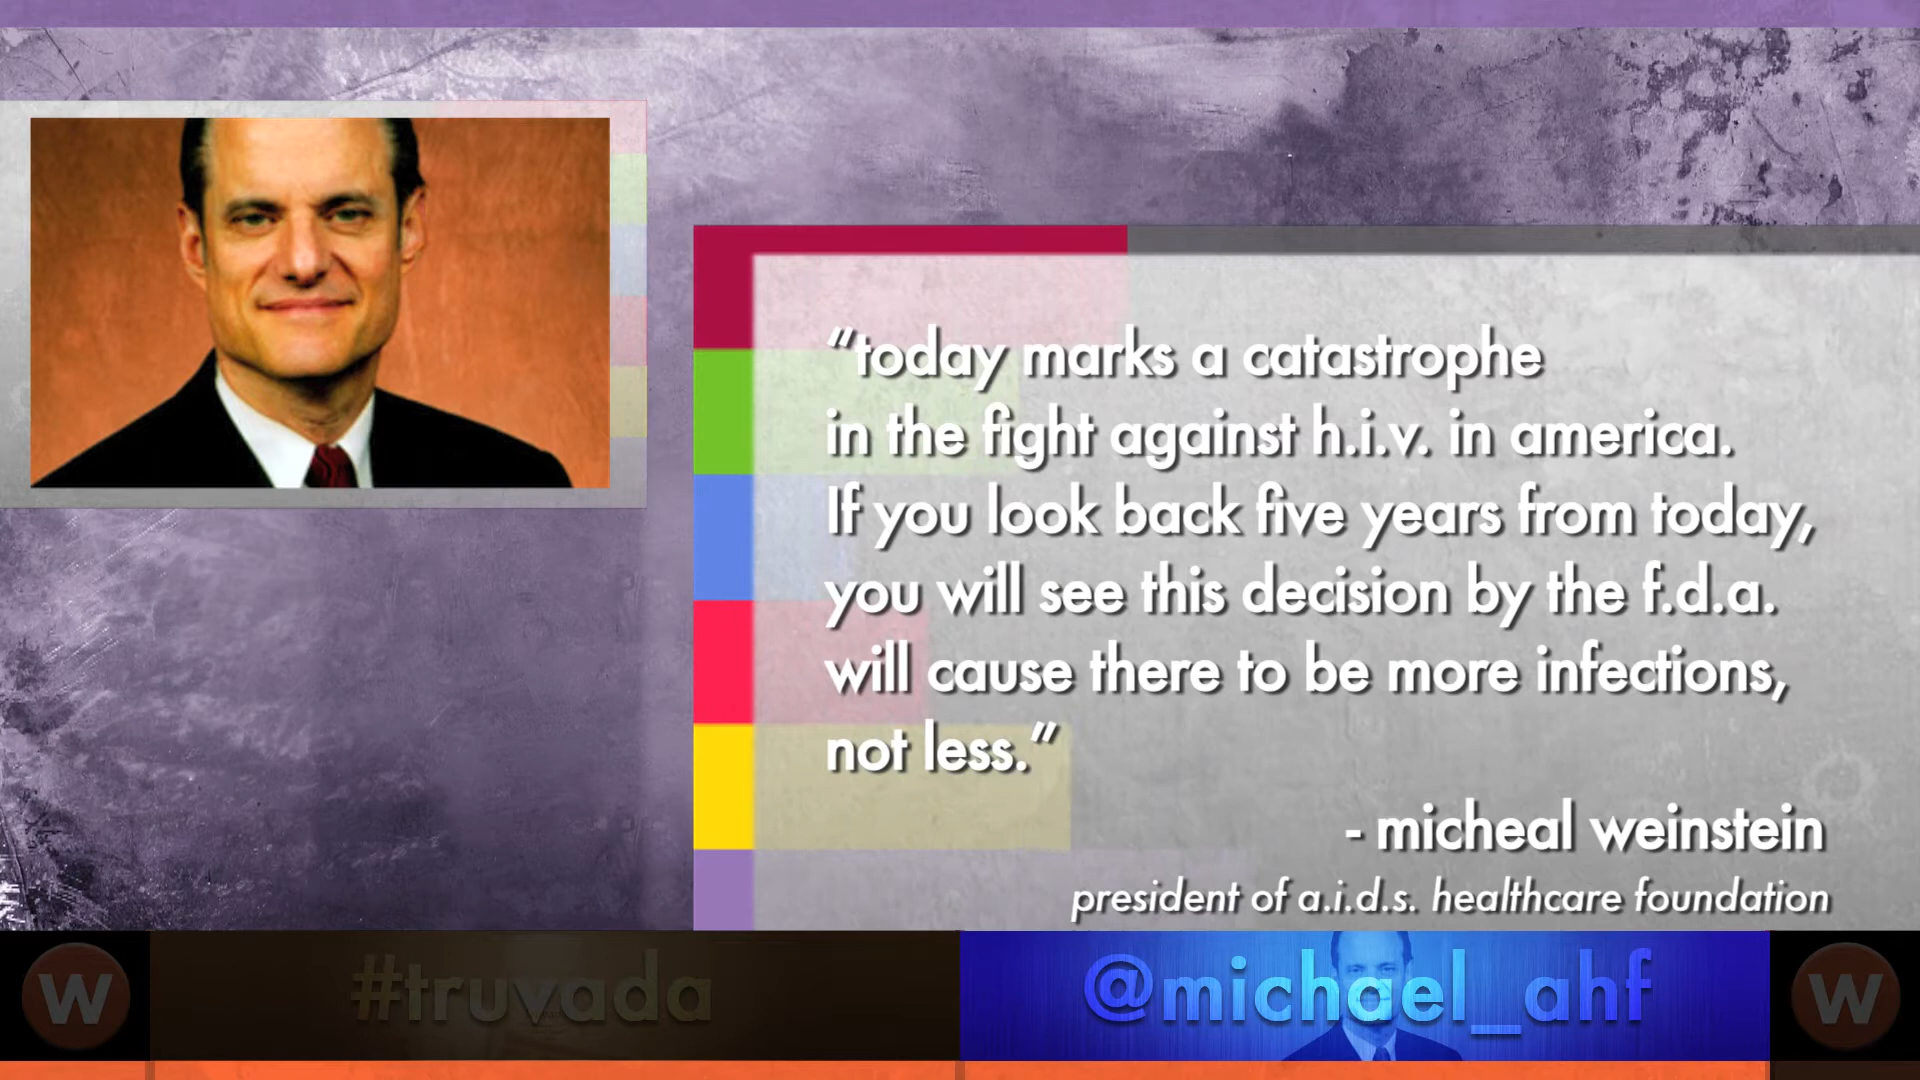 “today marks a catastrophe
in the fight against h.i.v. in america.
If you look back five years from today,
you will see this decision by the f.d.a.
will cause there to be more infections,
not less.”
- micheal weinstein
president of a.i.d.s. healthcare foundation
W #truvada @michael_ahf W